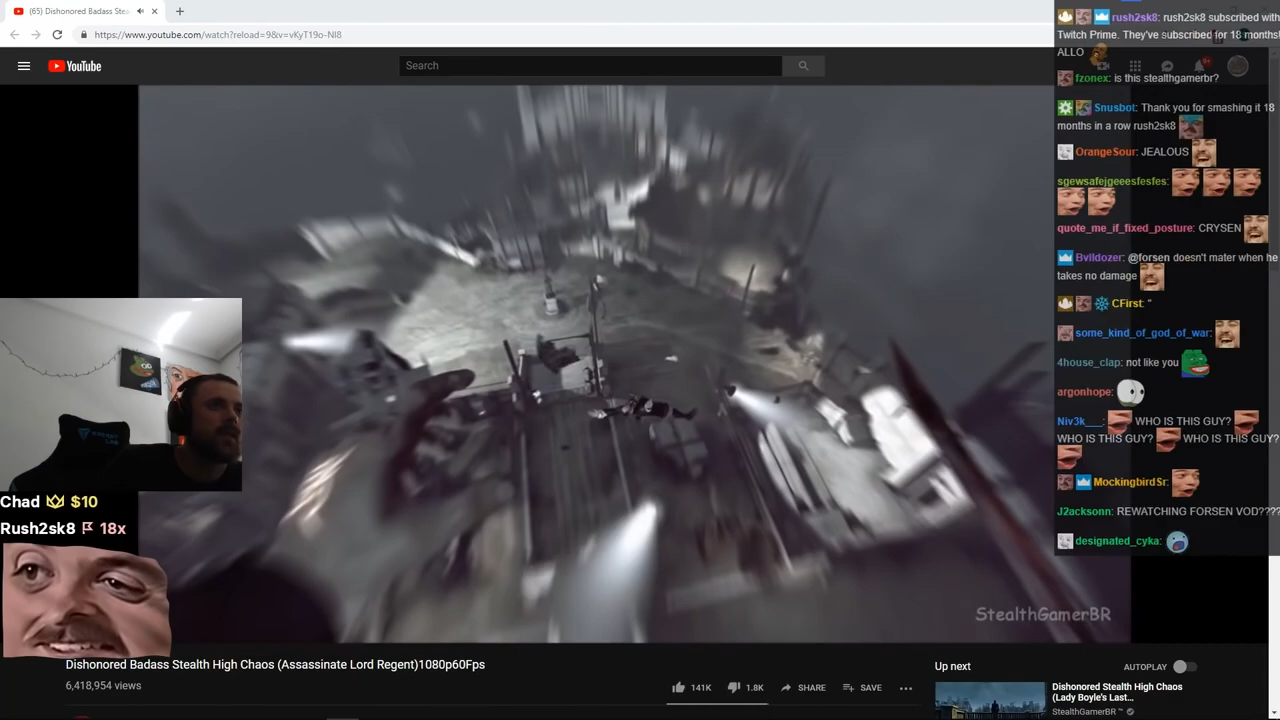 (65) Dishonored Badass Stea
https://www.youtube.com/watch?reload=9&v=vKyT19o-NI8
YouTube
Search
rush2sk8: rush2sk8 subscribed with
Twitch Prime. They've subscribed for 18 months!
ALLO
fzonex: is this stealthgamerbr?
Snusbot: Thank you for smashing it 18
months in a row rush2sk8
OrangeSour: JEALOUS
sgewsafejgeeesfesfes:
quote_me_if_fixed_posture: CRYSEN
Bvlldozer: @forsen doesn't mater when he
takes no damage
CFirst: "
some_kind_of_god_of_war:
4house_clap: not like you
argonhope:
Niv3k___: WHO IS THIS GUY?
WHO IS THIS GUY? WHO IS THIS GUY?
MockingbirdSr:
J2acksonn: REWATCHING FORSEN VOD????
designated_cyka:
Chad $10
Rush2sk8 18x
StealthGamerBR
Dishonored Badass Stealth High Chaos (Assassinate Lord Regent)1080p60Fps
6,418,954 views
141K 1.8K SHARE SAVE
Up next AUTOPLAY
Dishonored Stealth High Chaos
(Lady Boyle's Last...
StealthGamerBR ™